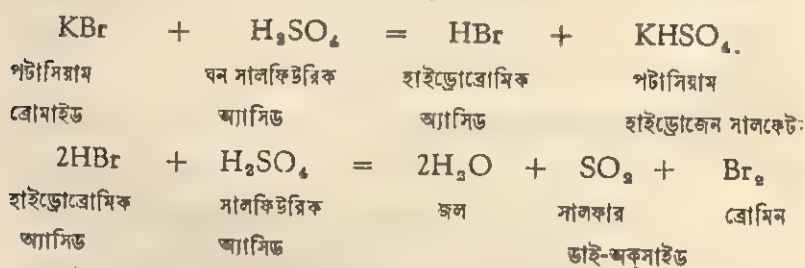 KBr + H₂SO₄ = HBr + KHSO₄.
পটাসিয়াম ঘন সালফিউরিক হাইড্রোব্রোমিক পটাসিয়াম
ব্রোমাইড অ্যাসিড অ্যাসিড হাইড্রোজেন সালফেট
2HBr + H₂SO₄ = 2H₂O + SO₂ + Br₂
হাইড্রোব্রোমিক সালফিউরিক জল সালফার ব্রোমিন
অ্যাসিড অ্যাসিড ডাই-অক্সাইড